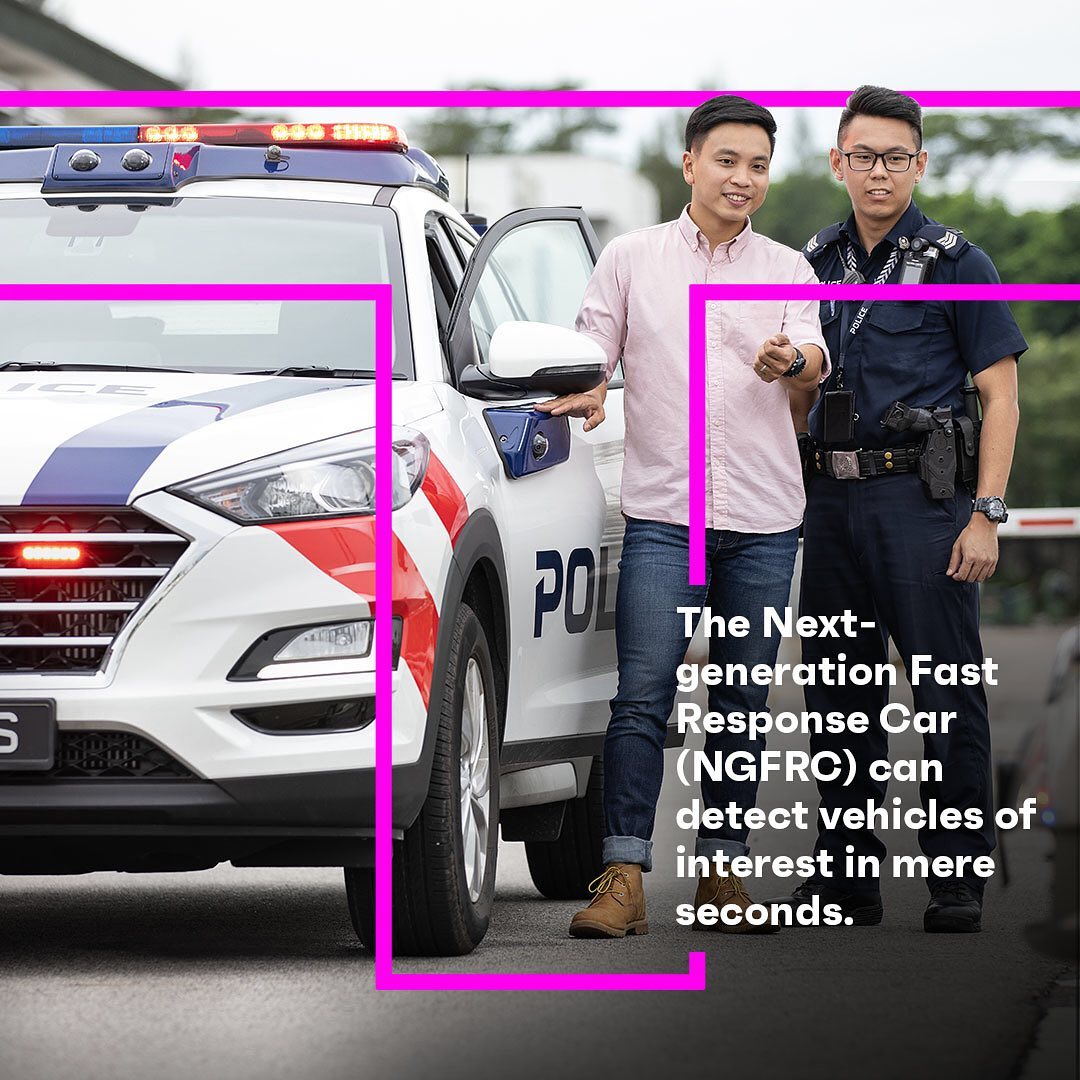 ICE
POL
S
POLICE
The Next-
generation Fast
Response Car
(NGFRC) can
detect vehicles of
interest in mere
seconds.